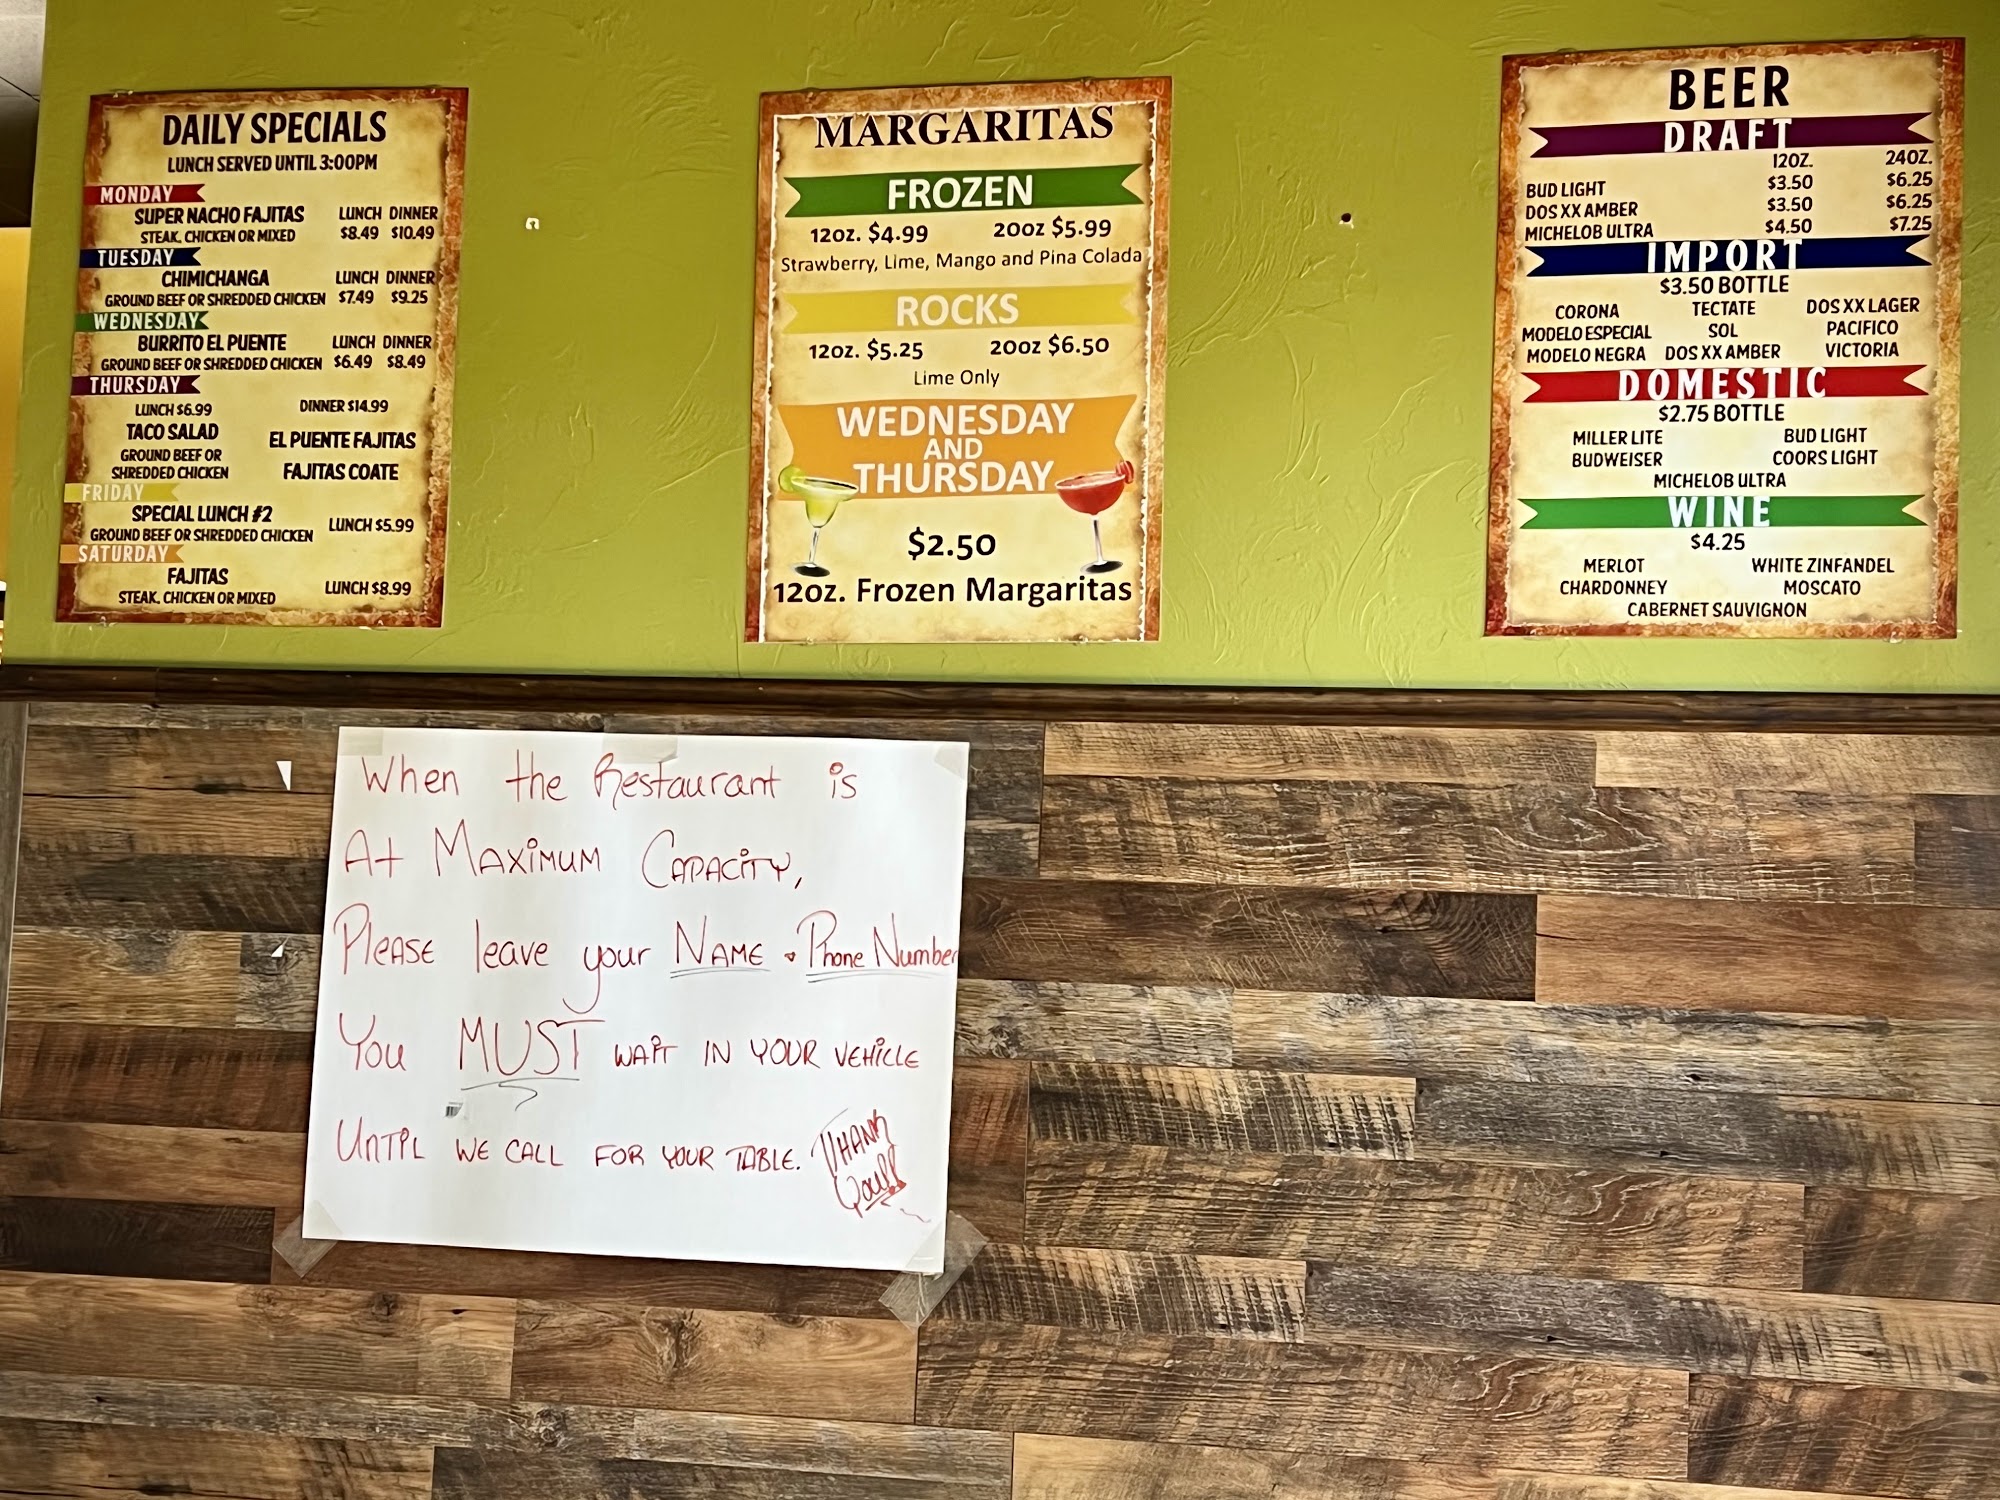 DAILY SPECIALS
LUNCH SERVED UNTIL 3:00PM
MONDAY
SUPER NACHO FAJITAS LUNCH DINNER
STEAK, CHICKEN OR MIXED $8.49 $10.49
TUESDAY
CHIMICHANGA LUNCH DINNER
GROUND BEEF OR SHREDDED CHICKEN $7.49 $9.25
WEDNESDAY
BURRITO EL PUENTE LUNCH DINNER
GROUND BEEF OR SHREDDED CHICKEN $6.49 $8.49
THURSDAY
LUNCH $6.99 DINNER $14.99
TACO SALAD EL PUENTE FAJITAS
GROUND BEEF OR
SHREDDED CHICKEN FAJITAS COATE
FRIDAY
SPECIAL LUNCH #2
GROUND BEEF OR SHREDDED CHICKEN LUNCH $5.99
SATURDAY
FAJITAS
STEAK, CHICKEN OR MIXED LUNCH $8.99
MARGARITAS
FROZEN
12oz. $4.99 20oz $5.99
Strawberry, Lime, Mango and Pina Colada
ROCKS
12oz. $5.25 20oz $6.50
Lime Only
WEDNESDAY
AND
THURSDAY
$2.50
12oz. Frozen Margaritas
BEER
DRAFT
12OZ. 24OZ.
BUD LIGHT $3.50 $6.25
DOS XX AMBER $3.50 $6.25
MICHELOB ULTRA $4.50 $7.25
IMPORT
$3.50 BOTTLE
CORONA TECTATE DOS XX LAGER
MODELO ESPECIAL SOL PACIFICO
MODELO NEGRA DOS XX AMBER VICTORIA
DOMESTIC
$2.75 BOTTLE
MILLER LITE BUD LIGHT
BUDWEISER COORS LIGHT
MICHELOB ULTRA
WINE
$4.25
MERLOT WHITE ZINFANDEL
CHARDONNEY MOSCATO
CABERNET SAUVIGNON
When the Restaurant is
At Maximum Capacity,
Please leave your Name + Phone Number
You MUST wait in your vehicle
Until we call for your table. Thank
You!!